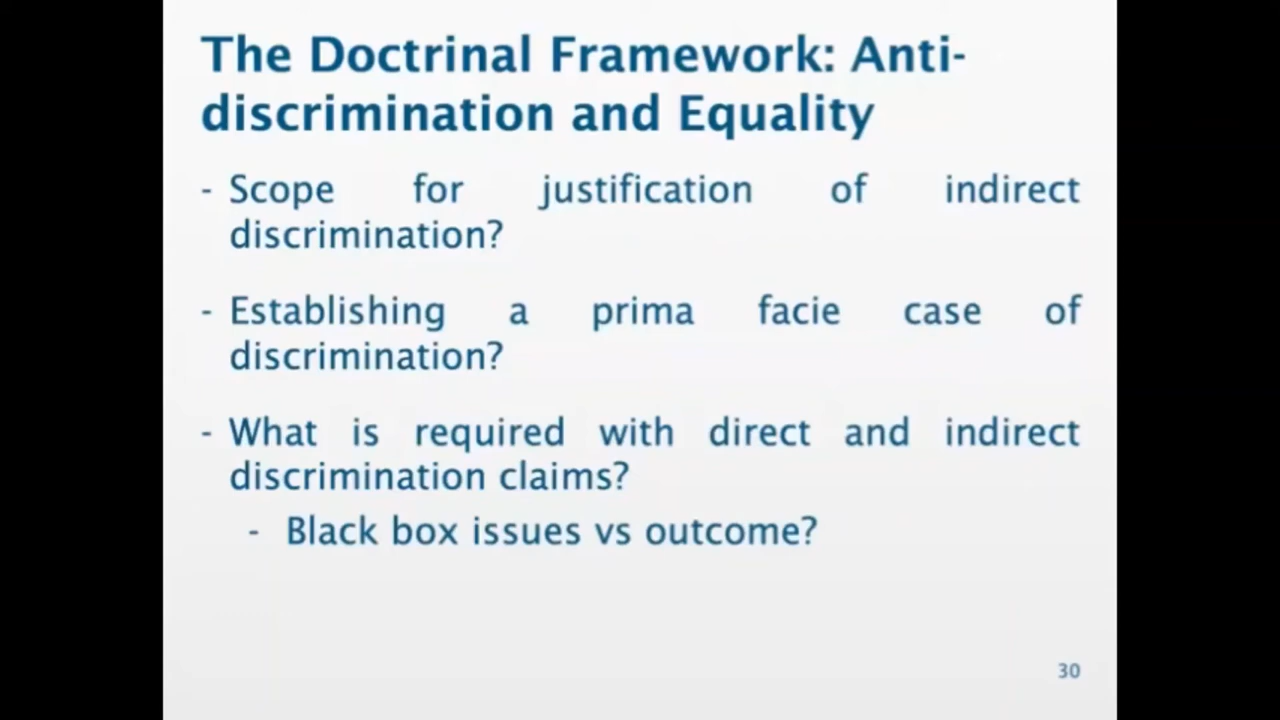 The Doctrinal Framework: Anti-
discrimination and Equality
- Scope for justification of indirect
discrimination?
- Establishing a prima facie case of
discrimination?
- What is required with direct and indirect
discrimination claims?
- Black box issues vs outcome?
30